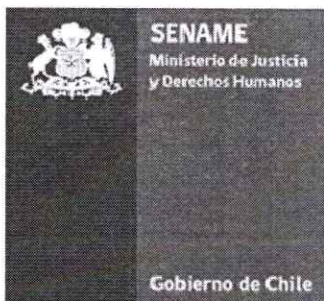 SENAME
Ministerio de Justicia
y Derechos Humanos
Gobierno de Chile